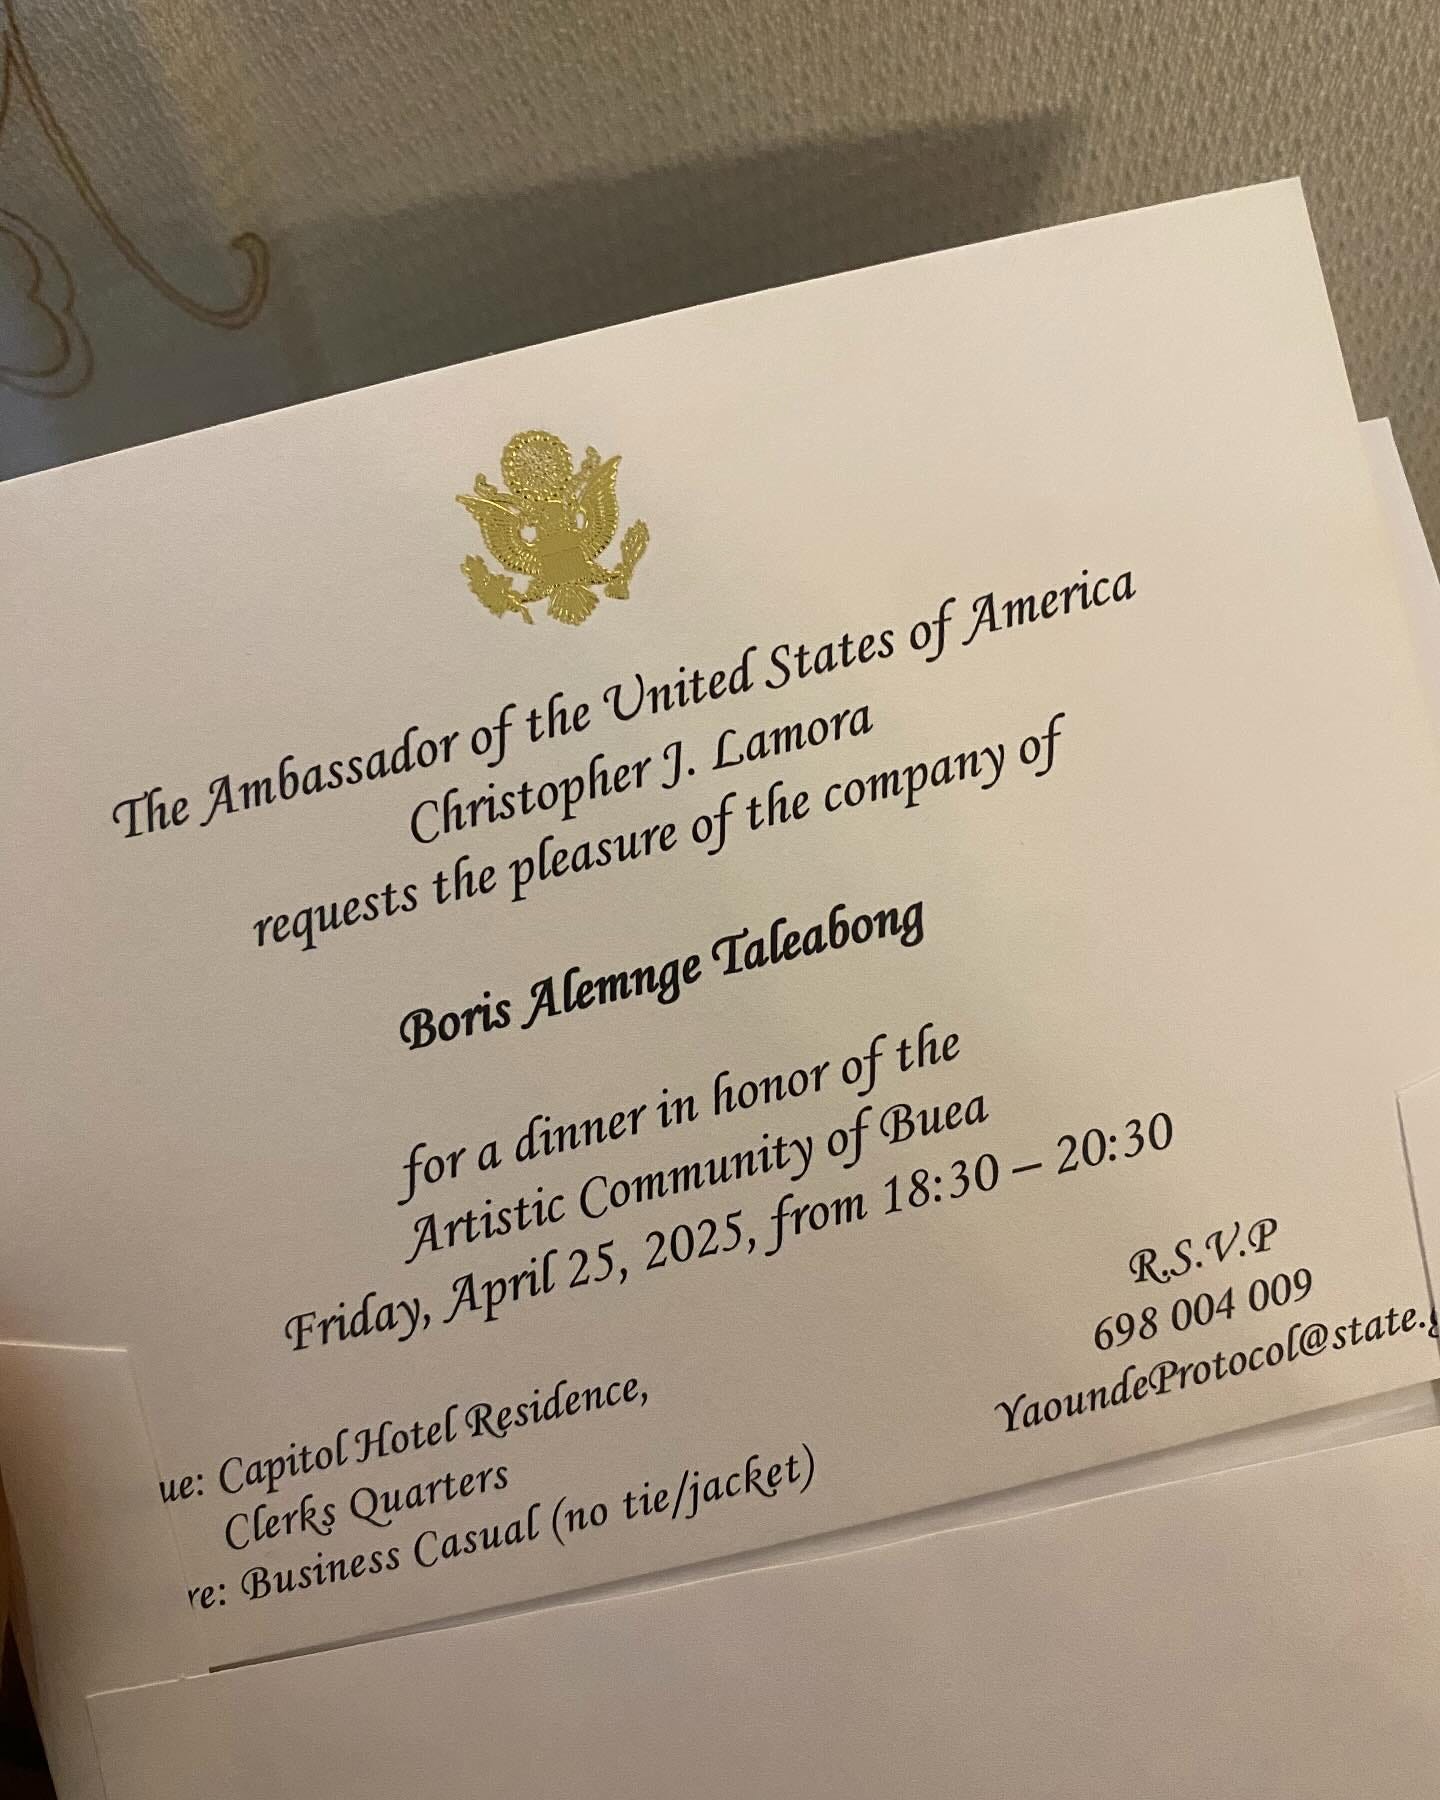 The Ambassador of the United States of America
Christopher J. Lamora
requests the pleasure of the company of
Boris Alemnge Taleabong
for a dinner in honor of the
Artistic Community of Buea
Friday, April 25, 2025, from 18:30 – 20:30
R.S.V.P
698 004 009
YaoundeProtocol@state.g
ue: Capitol Hotel Residence,
Clerks Quarters
re: Business Casual (no tie/jacket)